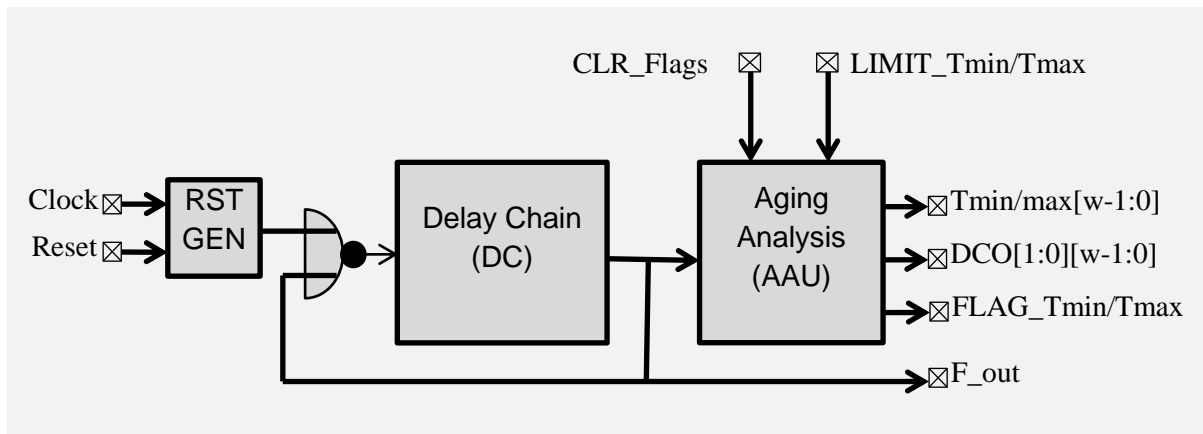 CLR_Flags
LIMIT_Tmin/Tmax
Clock
Reset
RST
GEN
Delay Chain
(DC)
Aging
Analysis
(AAU)
Tmin/max[w-1:0]
DCO[1:0][w-1:0]
FLAG_Tmin/Tmax
F_out